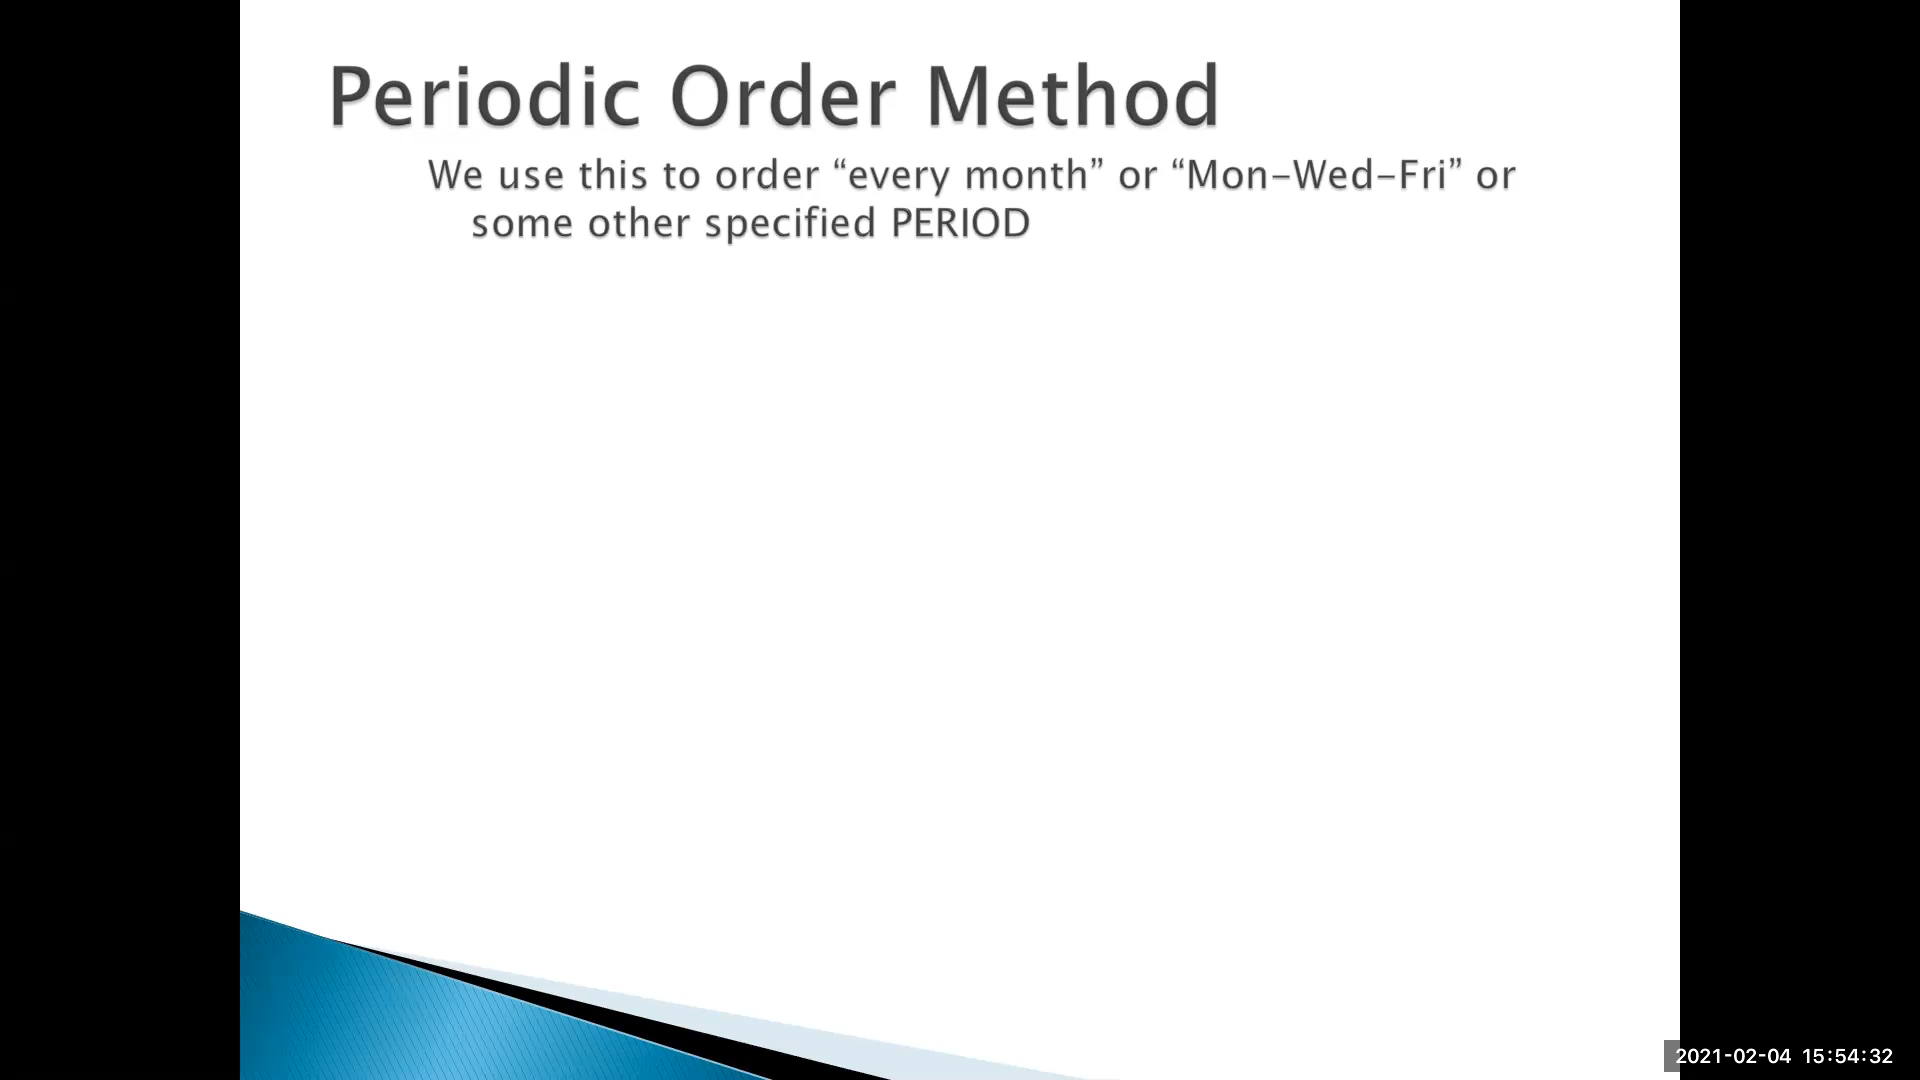 Periodic Order Method
We use this to order “every month” or “Mon-Wed-Fri” or
some other specified PERIOD
2021-02-04 15:54:32